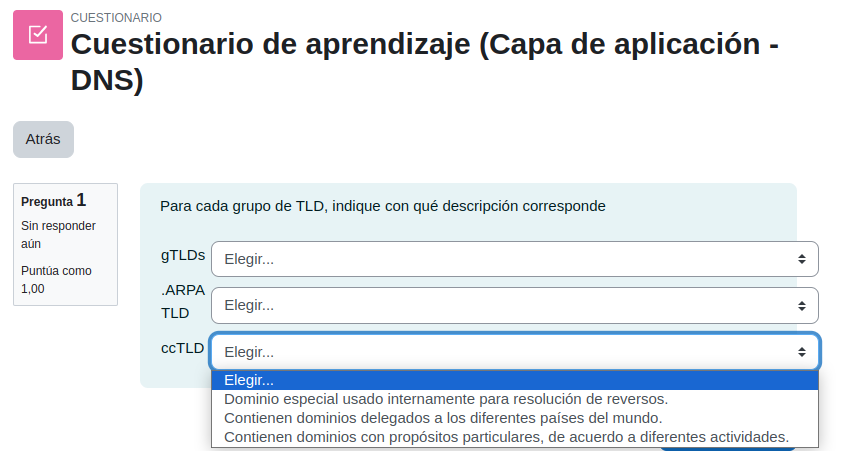 CUESTIONARIO
Cuestionario de aprendizaje (Capa de aplicación -
DNS)
Atrás
Pregunta 1
Sin responder
aún
Puntúa como
1,00
Para cada grupo de TLD, indique con qué descripción corresponde
gTLDs
Elegir...
.ARPA
TLD
Elegir...
ccTLD
Elegir...
Elegir...
Dominio especial usado internamente para resolución de reversos.
Contienen dominios delegados a los diferentes países del mundo.
Contienen dominios con propósitos particulares, de acuerdo a diferentes actividades.